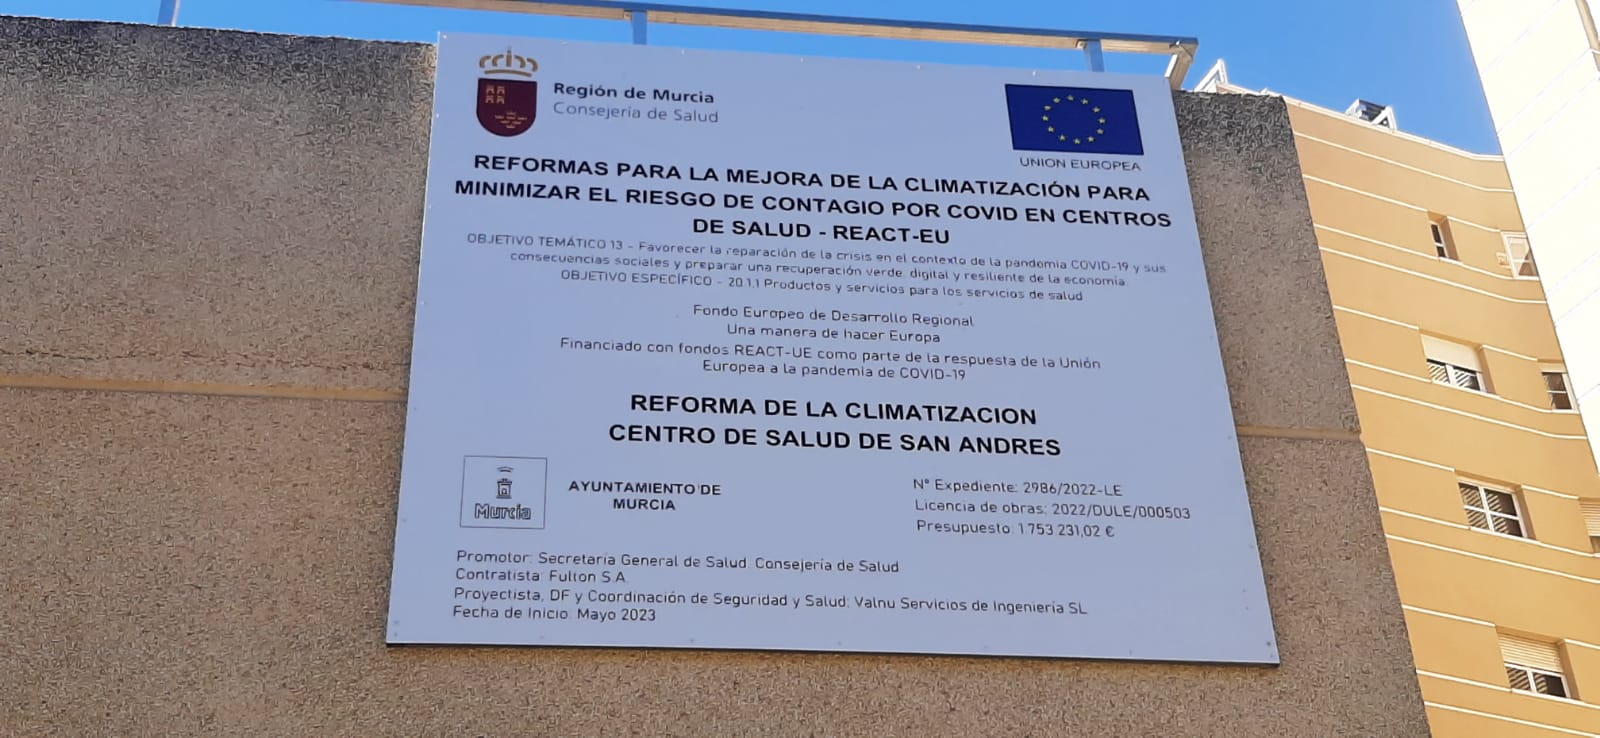 Región de Murcia
Consejería de Salud
UNION EUROPEA
REFORMAS PARA LA MEJORA DE LA CLIMATIZACIÓN PARA
MINIMIZAR EL RIESGO DE CONTAGIO POR COVID EN CENTROS
DE SALUD - REACT-EU
OBJETIVO TEMÁTICO 13 - Favorecer la reparación de la crisis en el contexto de la pandemia COVID-19 y sus
consecuencias sociales y preparar una recuperación verde, digital y resiliente de la economía.
OBJETIVO ESPECÍFICO - 20.1.1 Productos y servicios para los servicios de salud
Fondo Europeo de Desarrollo Regional
Una manera de hacer Europa
Financiado con fondos REACT-UE como parte de la respuesta de la Unión
Europea a la pandemia de COVID-19
REFORMA DE LA CLIMATIZACION
CENTRO DE SALUD DE SAN ANDRES
Murcia
AYUNTAMIENTO DE
MURCIA
Nº Expediente: 2986/2022-LE
Licencia de obras: 2022/DULE/000503
Presupuesto: 1.753.231,02 €
Promotor: Secretaría General de Salud. Consejería de Salud
Contratista: Fulton S.A.
Proyectista, DF y Coordinación de Seguridad y Salud: Valnu Servicios de Ingeniería SL
Fecha de Inicio: Mayo 2023